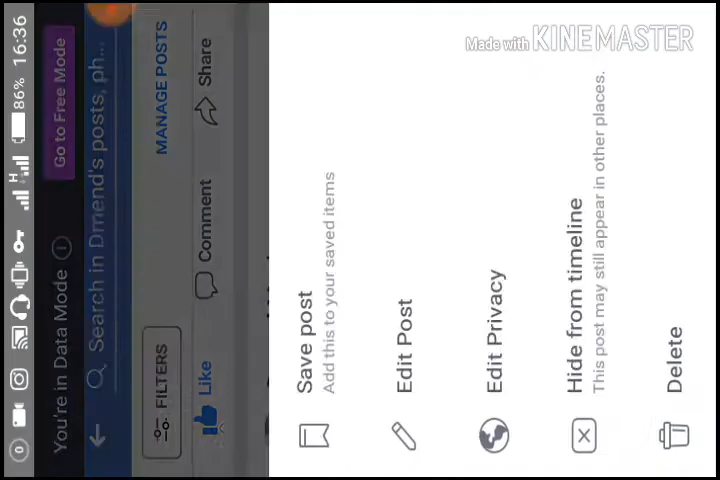 Made with KINEMASTER
H 86% 16:36
You're in Data Mode Go to Free Mode
Search in Dmend's posts, ph...
FILTERS MANAGE POSTS
Like Comment Share
Save post
Add this to your saved items
Edit Post
Edit Privacy
Hide from timeline
This post may still appear in other places.
Delete